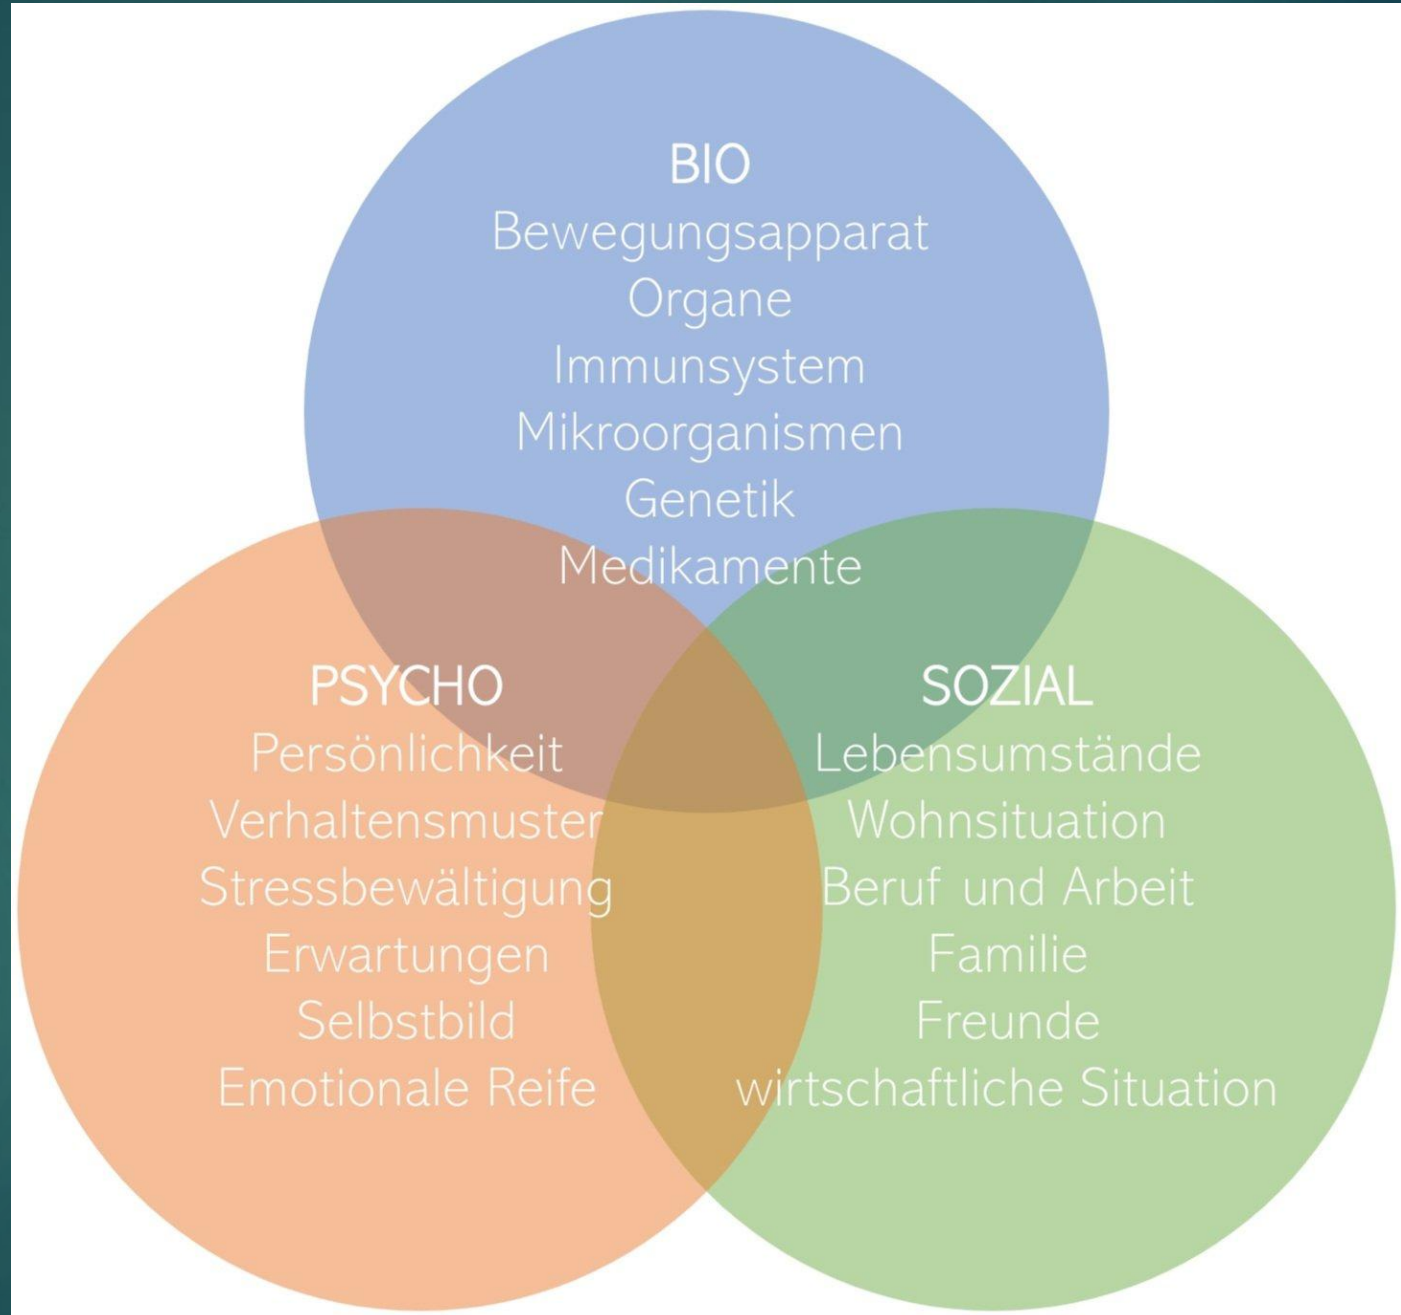 BIO
Bewegungsapparat
Organe
Immunsystem
Mikroorganismen
Genetik
Medikamente
PSYCHO
Persönlichkeit
Verhaltensmuster
Stressbewältigung
Erwartungen
Selbstbild
Emotionale Reife
SOZIAL
Lebensumstände
Wohnsituation
Beruf und Arbeit
Familie
Freunde
wirtschaftliche Situation